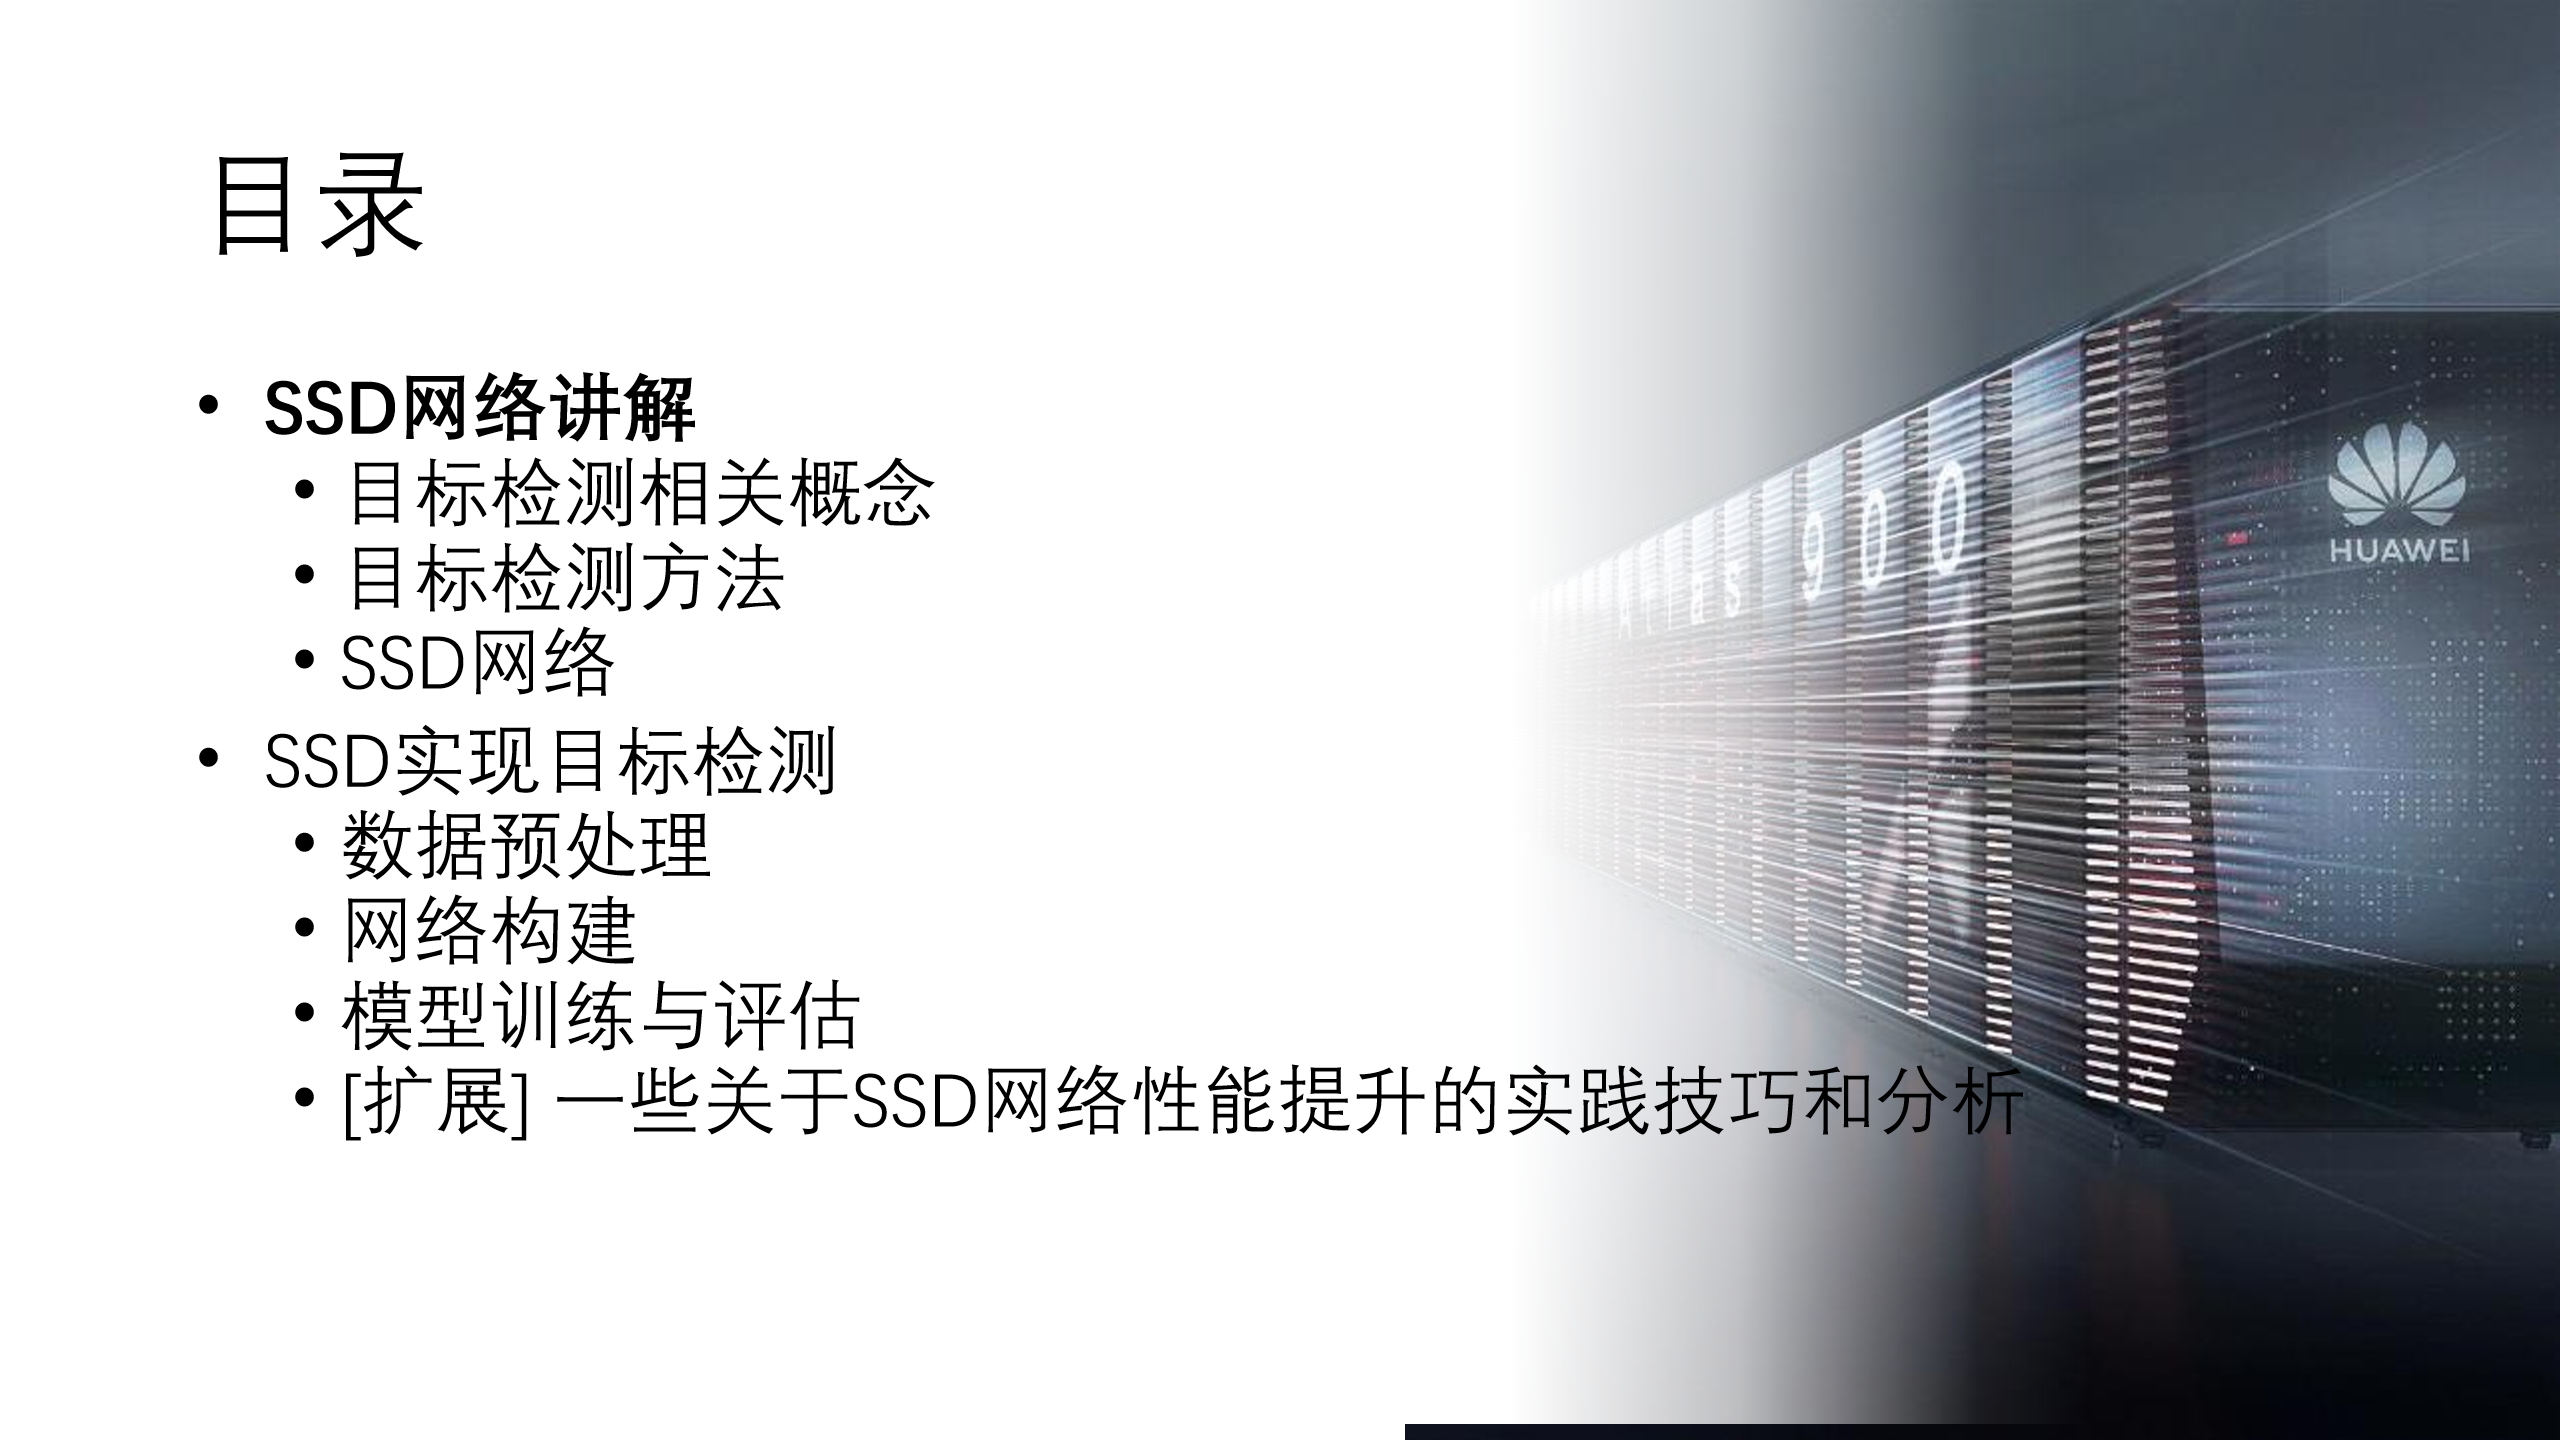 目录
• SSD网络讲解
• 目标检测相关概念
• 目标检测方法
• SSD网络
• SSD实现目标检测
• 数据预处理
• 网络构建
• 模型训练与评估
• [扩展] 一些关于SSD网络性能提升的实践技巧和分析
Atlas 900
HUAWEI